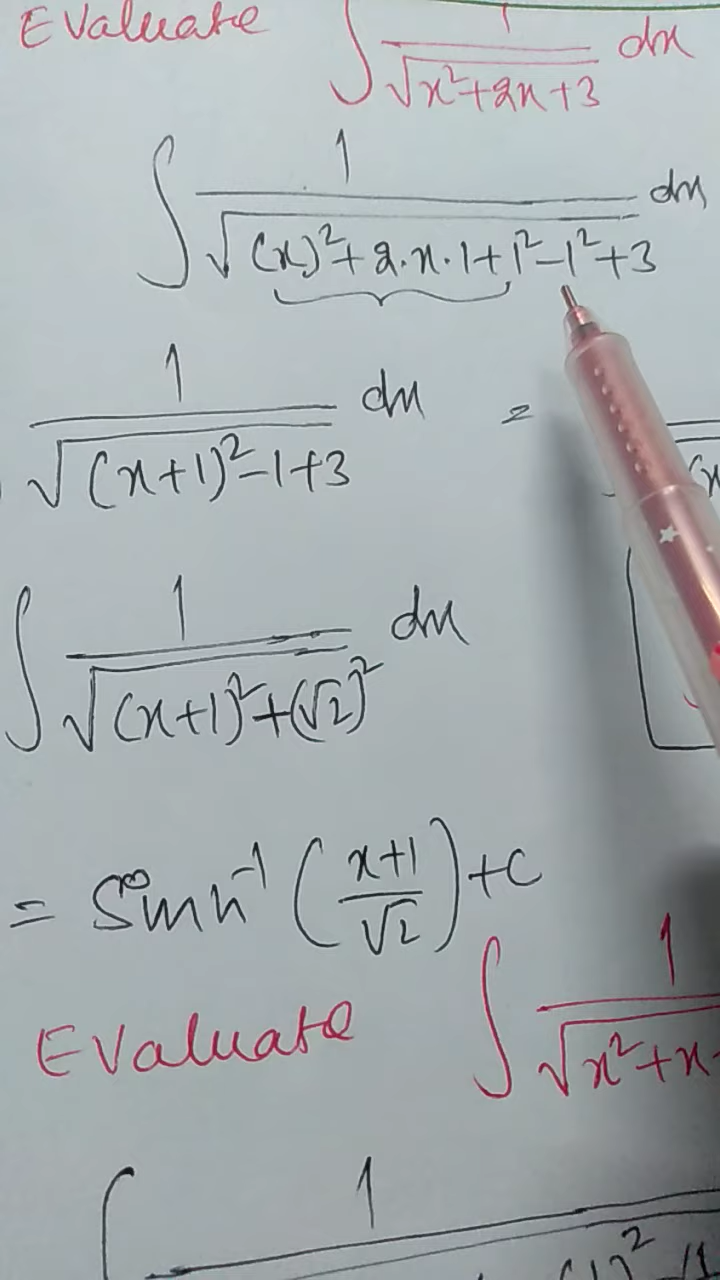 Evaluate ∫ 1/√(x²+2x+3) dx
∫ 1/√((x)²+2·x·1+1²-1²+3) dx
1/√((x+1)²-1+3) dx =
∫ 1/√((x+1)²+(√2)²) dx
= Sinh⁻¹ ((x+1)/√2) + c
Evaluate ∫ 1/√(x²+x
∫ 1